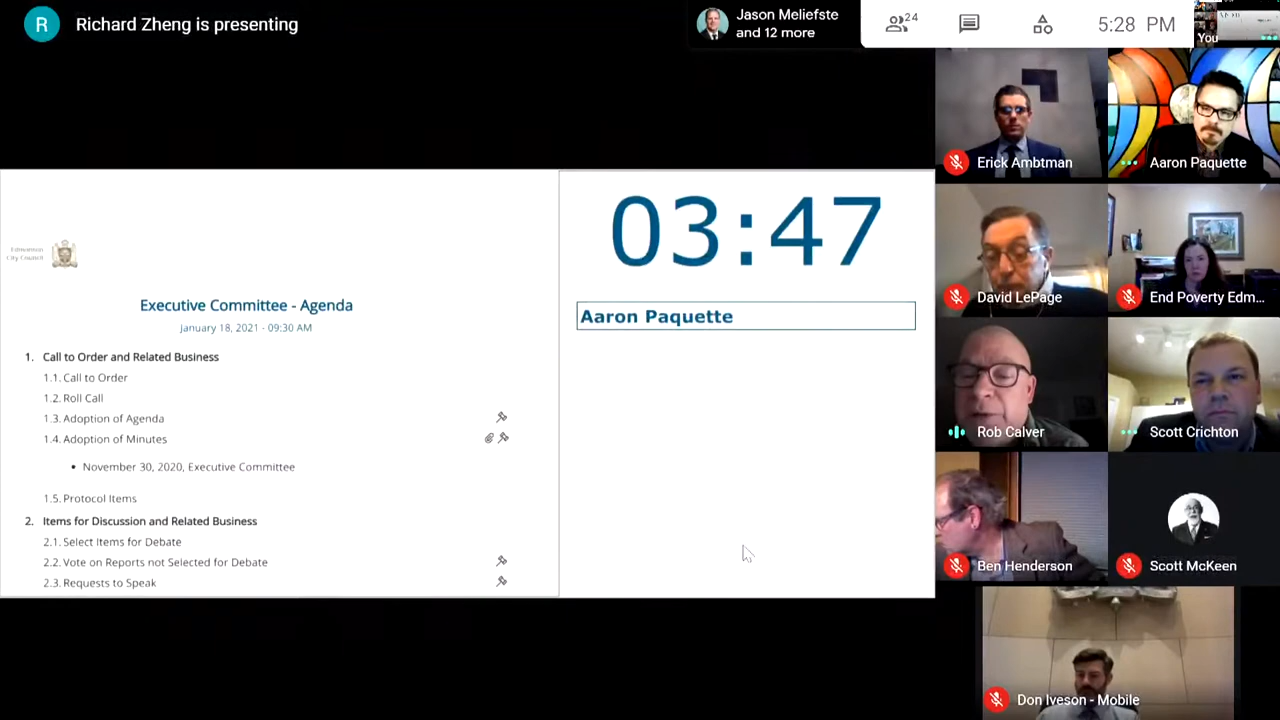 R
Richard Zheng is presenting
Jason Meliefste
and 12 more
24
5:28 PM
You
Erick Ambtman
Aaron Paquette
David LePage
End Poverty Edm...
Rob Calver
Scott Crichton
Ben Henderson
Scott McKeen
Don Iveson - Mobile
Edmonton
City Council
Executive Committee - Agenda
January 18, 2021 - 09:30 AM
1. Call to Order and Related Business
1.1. Call to Order
1.2. Roll Call
1.3. Adoption of Agenda
1.4. Adoption of Minutes
• November 30, 2020, Executive Committee
1.5. Protocol Items
2. Items for Discussion and Related Business
2.1. Select Items for Debate
2.2. Vote on Reports not Selected for Debate
2.3. Requests to Speak
03:47
Aaron Paquette